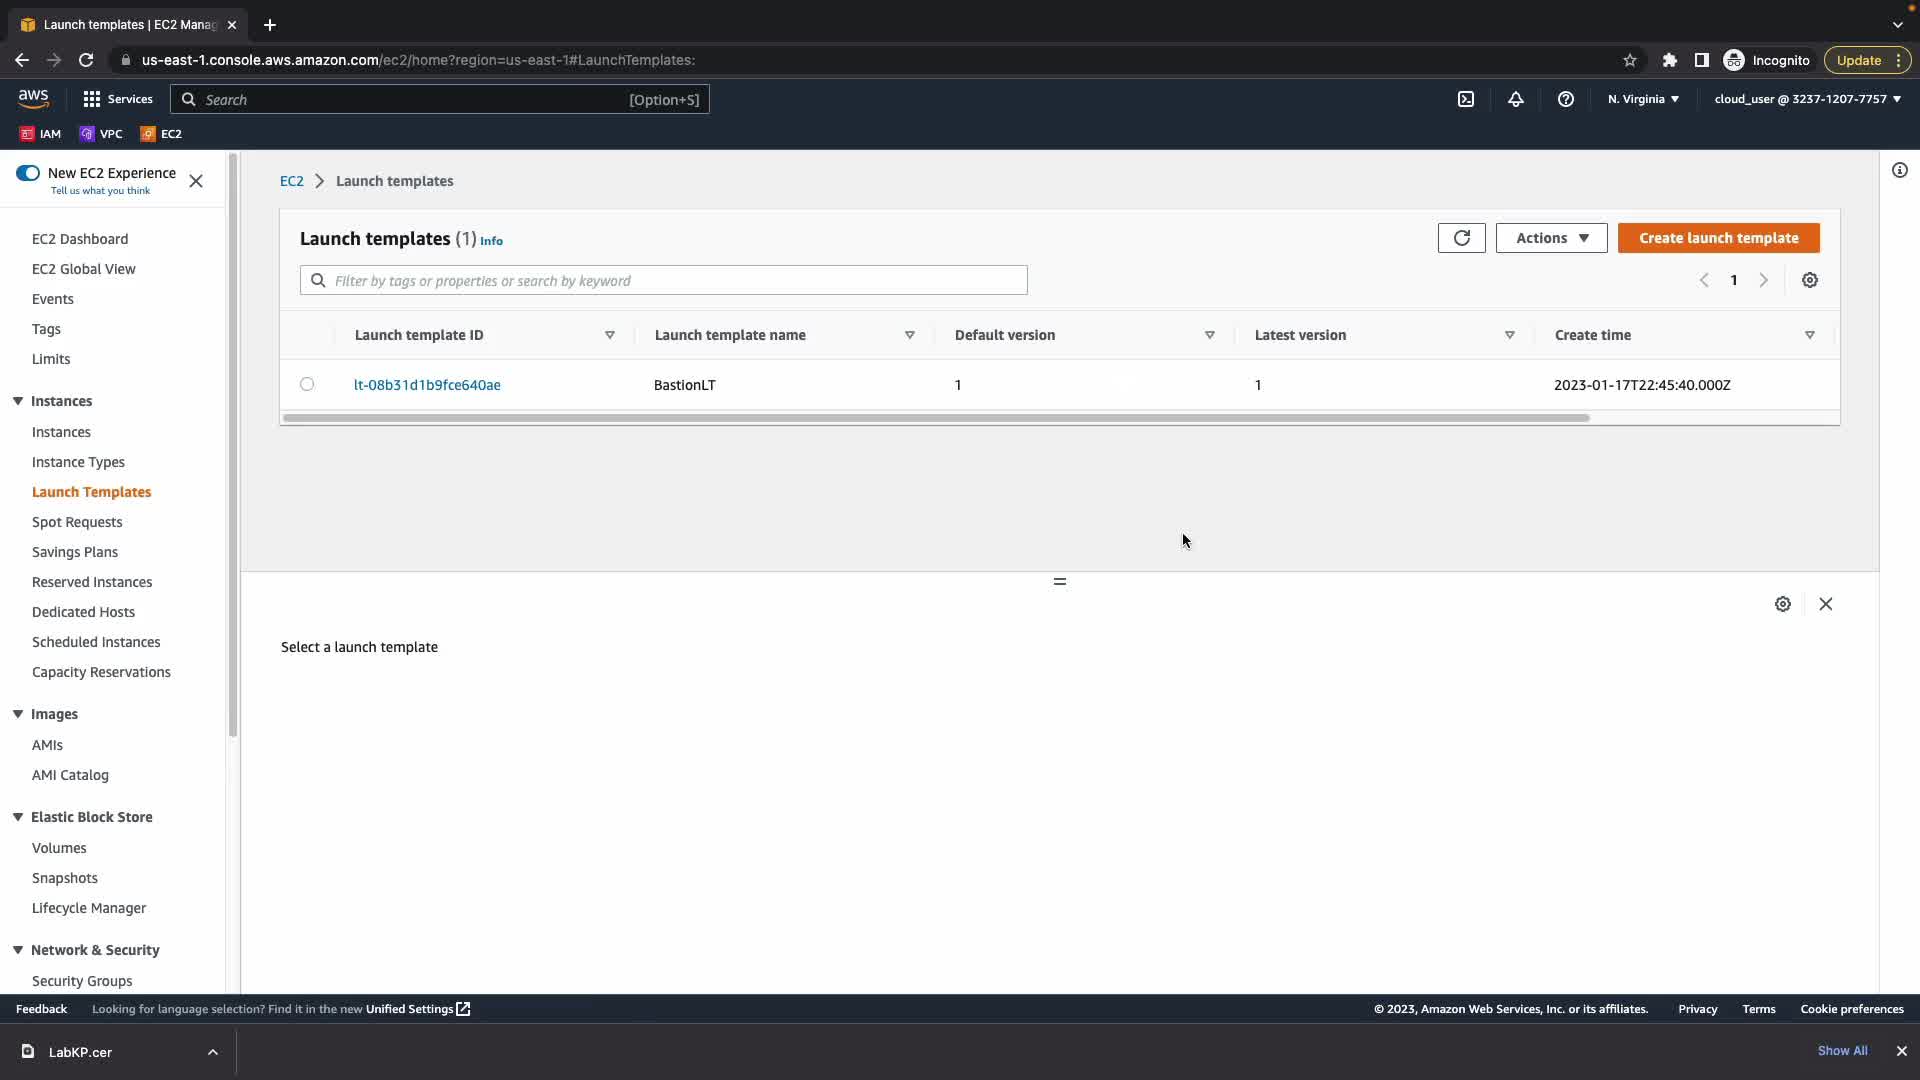 Launch templates | EC2 Manag
us-east-1.console.aws.amazon.com/ec2/home?region=us-east-1#LaunchTemplates:
Incognito
Update
aws
Services
Search
[Option+S]
N. Virginia
cloud_user @ 3237-1207-7757
IAM
VPC
EC2
New EC2 Experience
Tell us what you think
EC2 Dashboard
EC2 Global View
Events
Tags
Limits
Instances
Instances
Instance Types
Launch Templates
Spot Requests
Savings Plans
Reserved Instances
Dedicated Hosts
Scheduled Instances
Capacity Reservations
Images
AMIs
AMI Catalog
Elastic Block Store
Volumes
Snapshots
Lifecycle Manager
Network & Security
Security Groups
EC2 > Launch templates
Launch templates (1) Info
Actions
Create launch template
Filter by tags or properties or search by keyword
1
Launch template ID
Launch template name
Default version
Latest version
Create time
lt-08b31d1b9fce640ae
BastionLT
1
1
2023-01-17T22:45:40.000Z
Select a launch template
Feedback
Looking for language selection? Find it in the new Unified Settings
© 2023, Amazon Web Services, Inc. or its affiliates.
Privacy
Terms
Cookie preferences
LabKP.cer
Show All